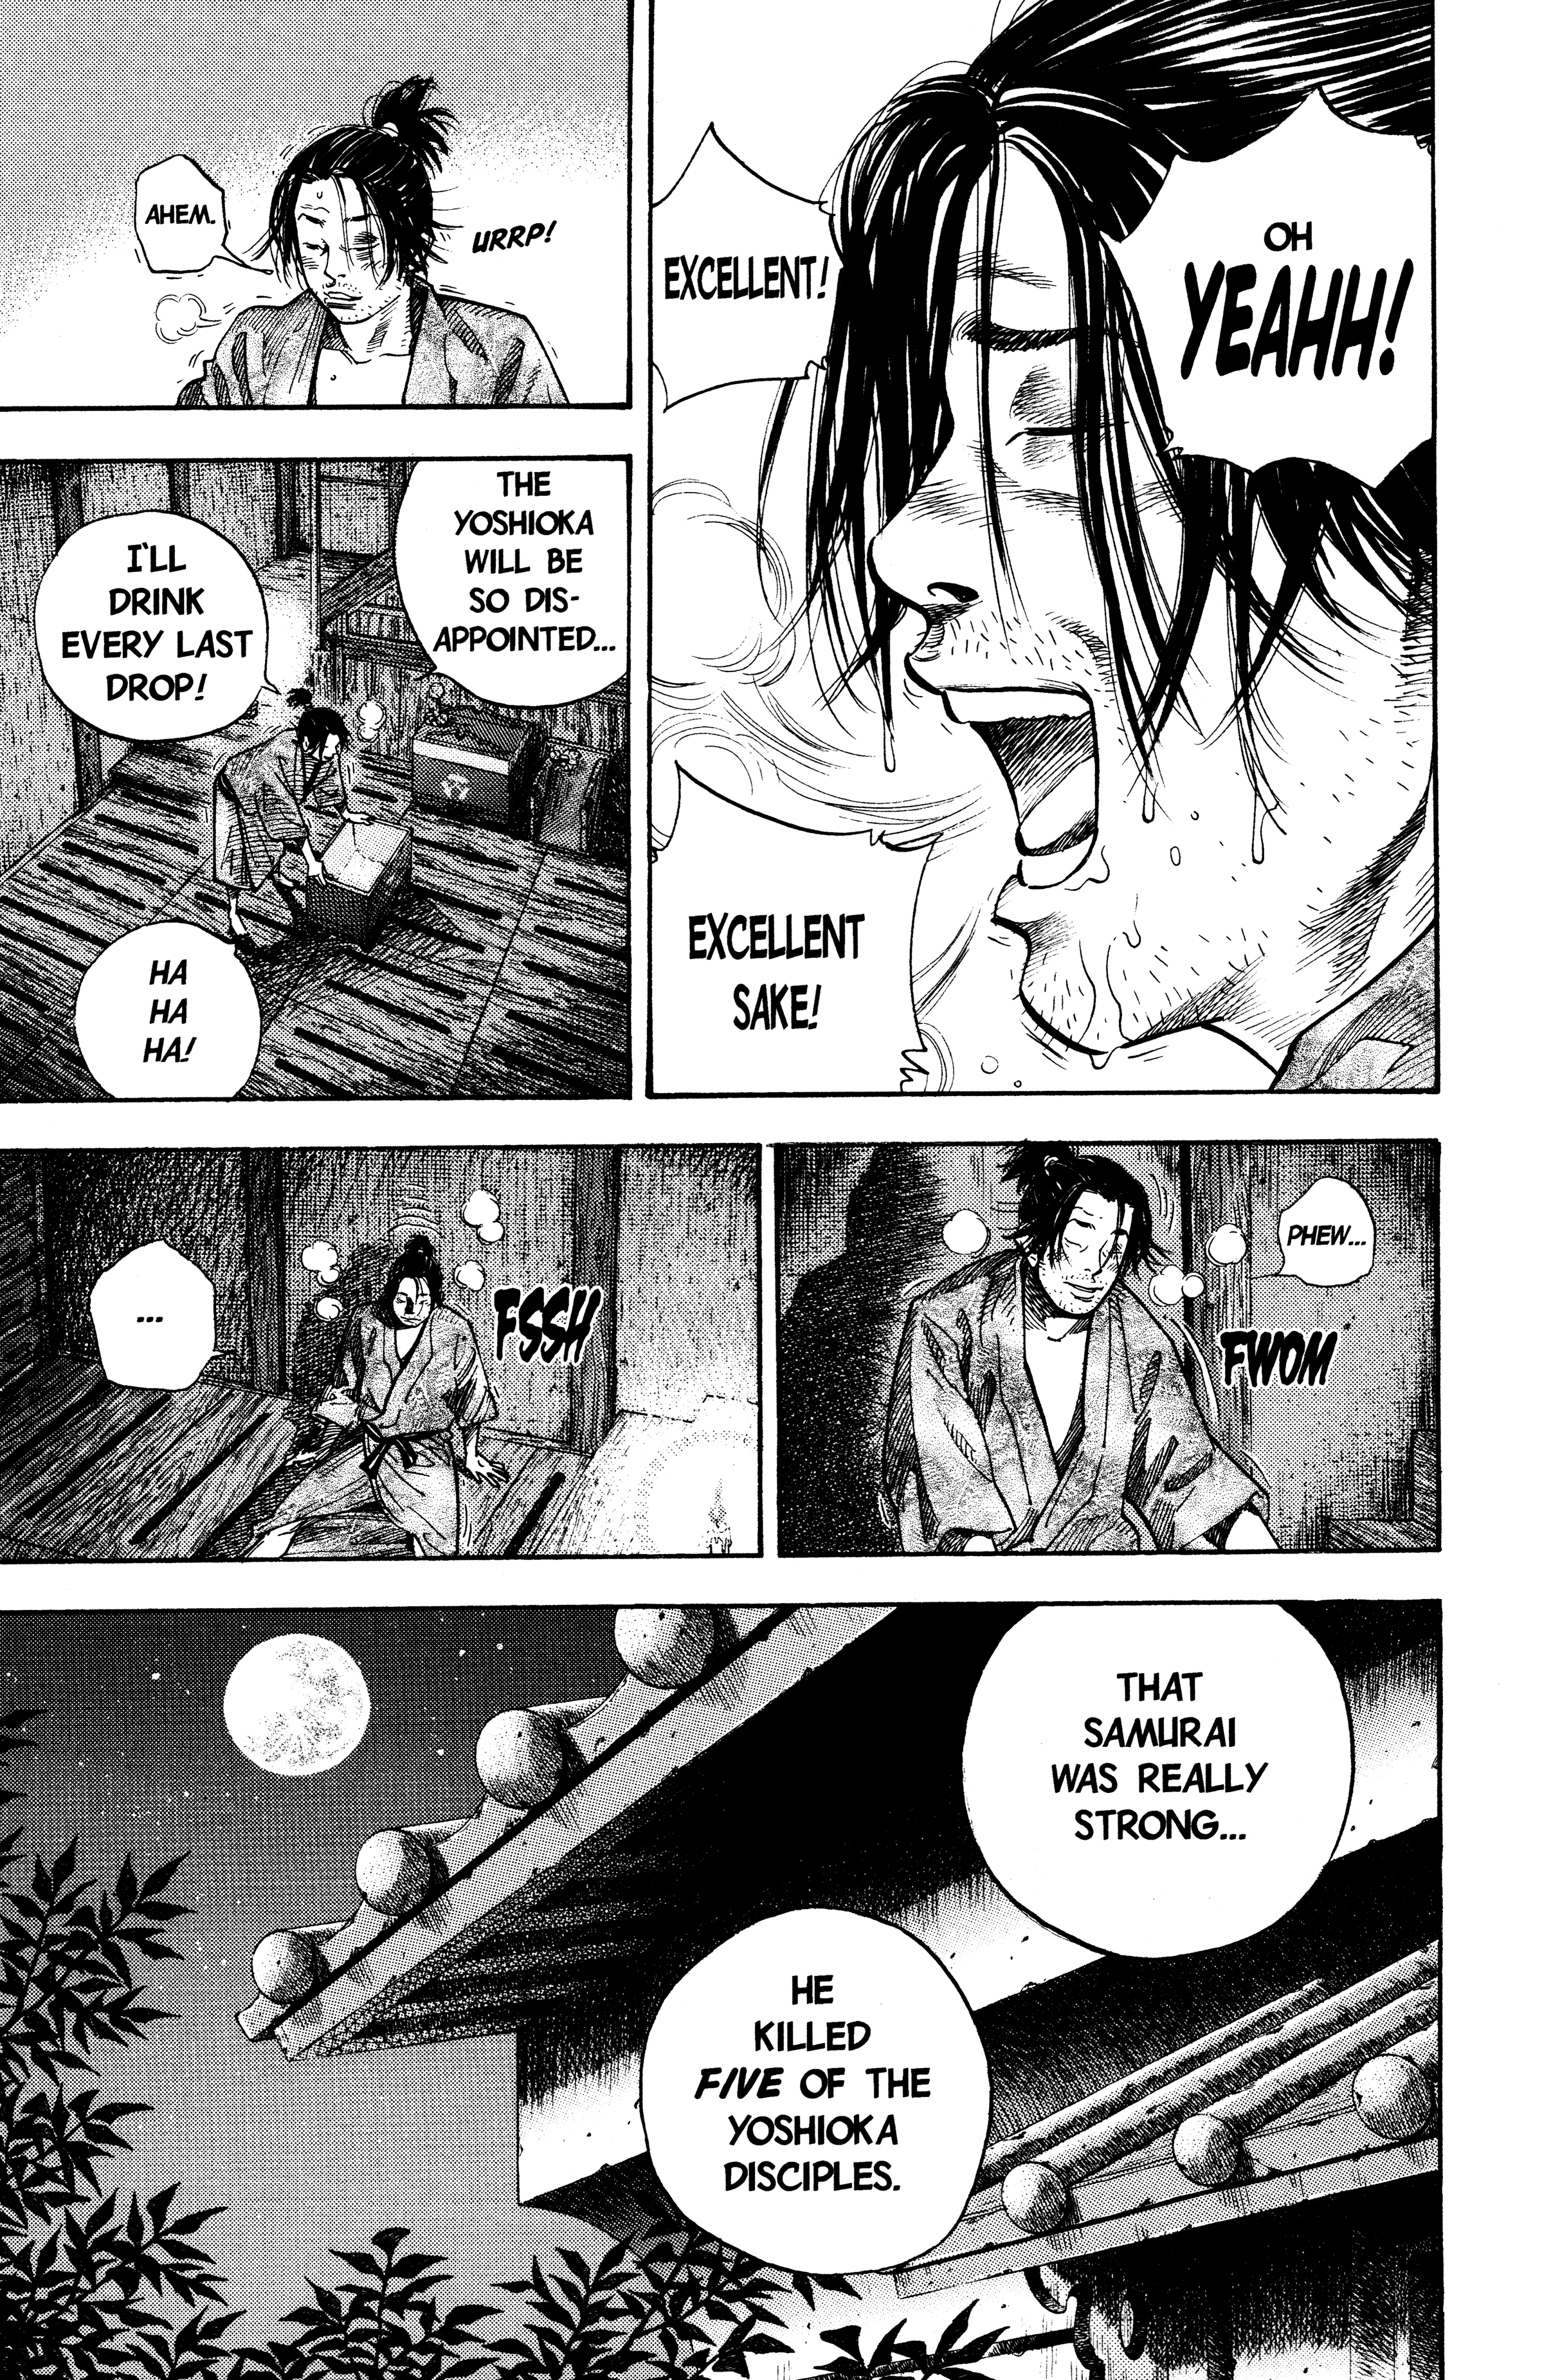 OH
YEAHH!
EXCELLENT!
EXCELLENT
SAKE!
URRP!
AHEM.
THE
YOSHIOKA
WILL BE
SO DIS-
APPOINTED...
I'LL
DRINK
EVERY LAST
DROP!
HA
HA
HA!
PHEW...
FWOM
FSSH
...
THAT
SAMURAI
WAS REALLY
STRONG...
HE
KILLED
FIVE OF THE
YOSHIOKA
DISCIPLES.